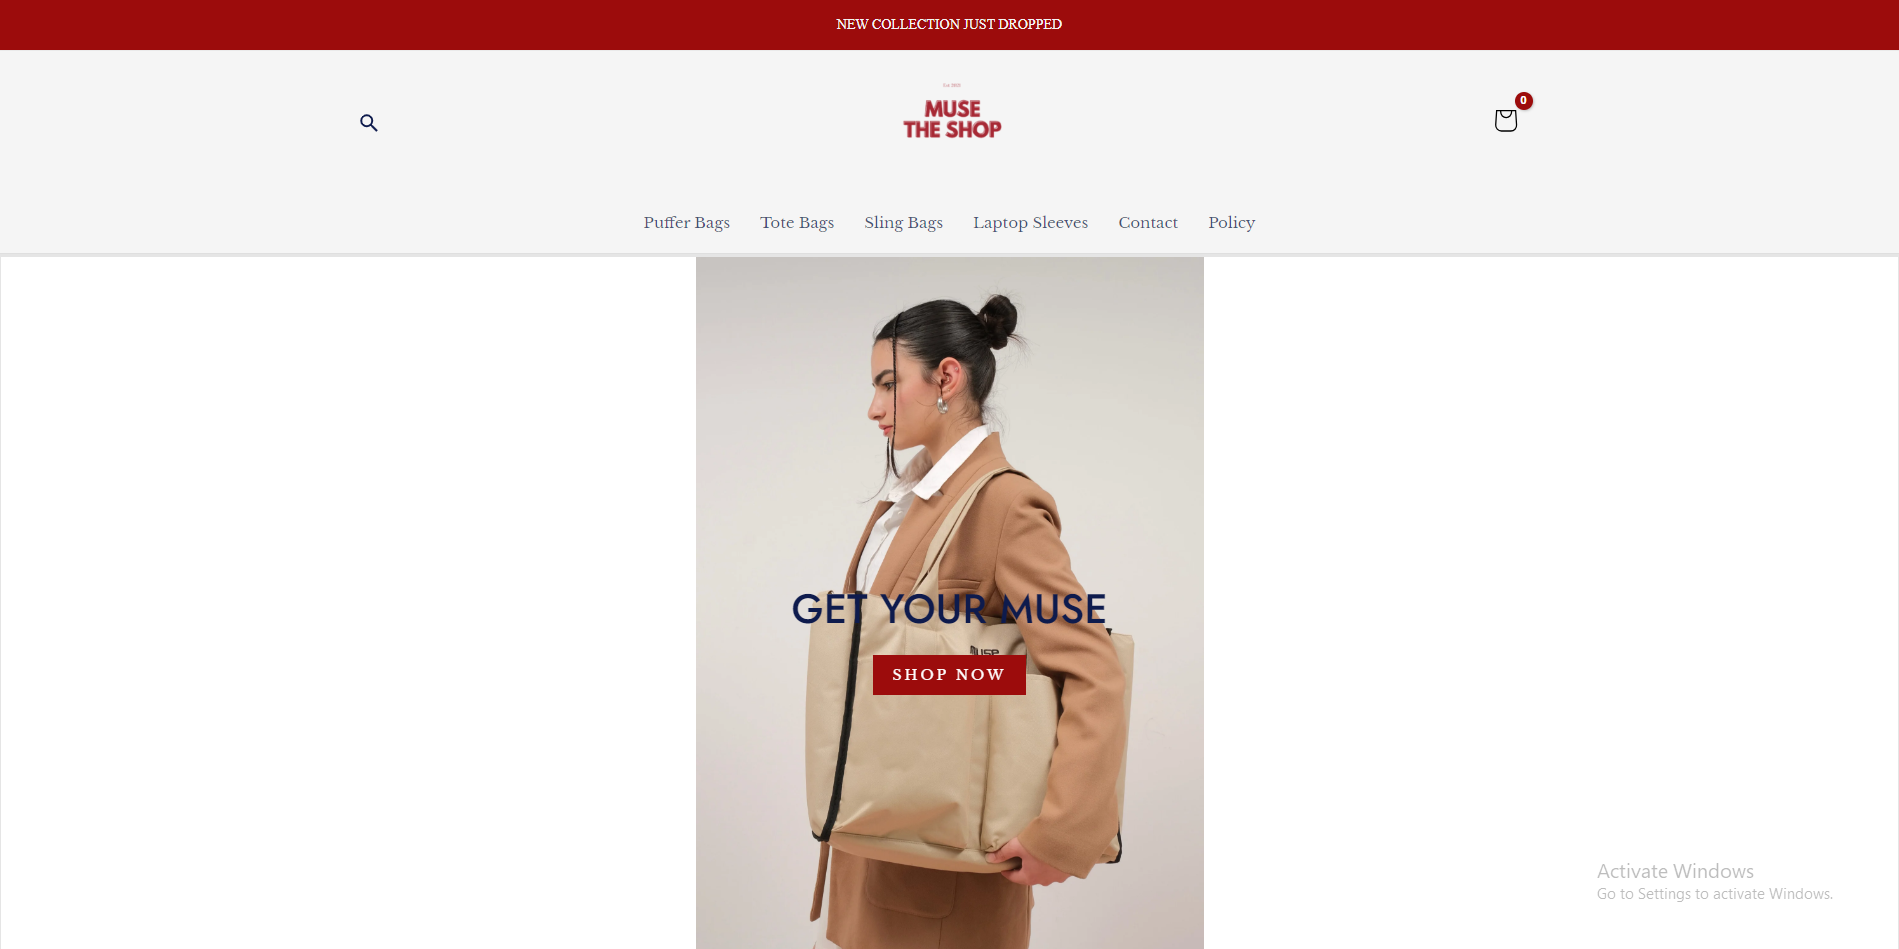 NEW COLLECTION JUST DROPPED
MUSE
THE SHOP
0
Puffer Bags Tote Bags Sling Bags Laptop Sleeves Contact Policy
GET YOUR MUSE
muse
SHOP NOW
Activate Windows
Go to Settings to activate Windows.